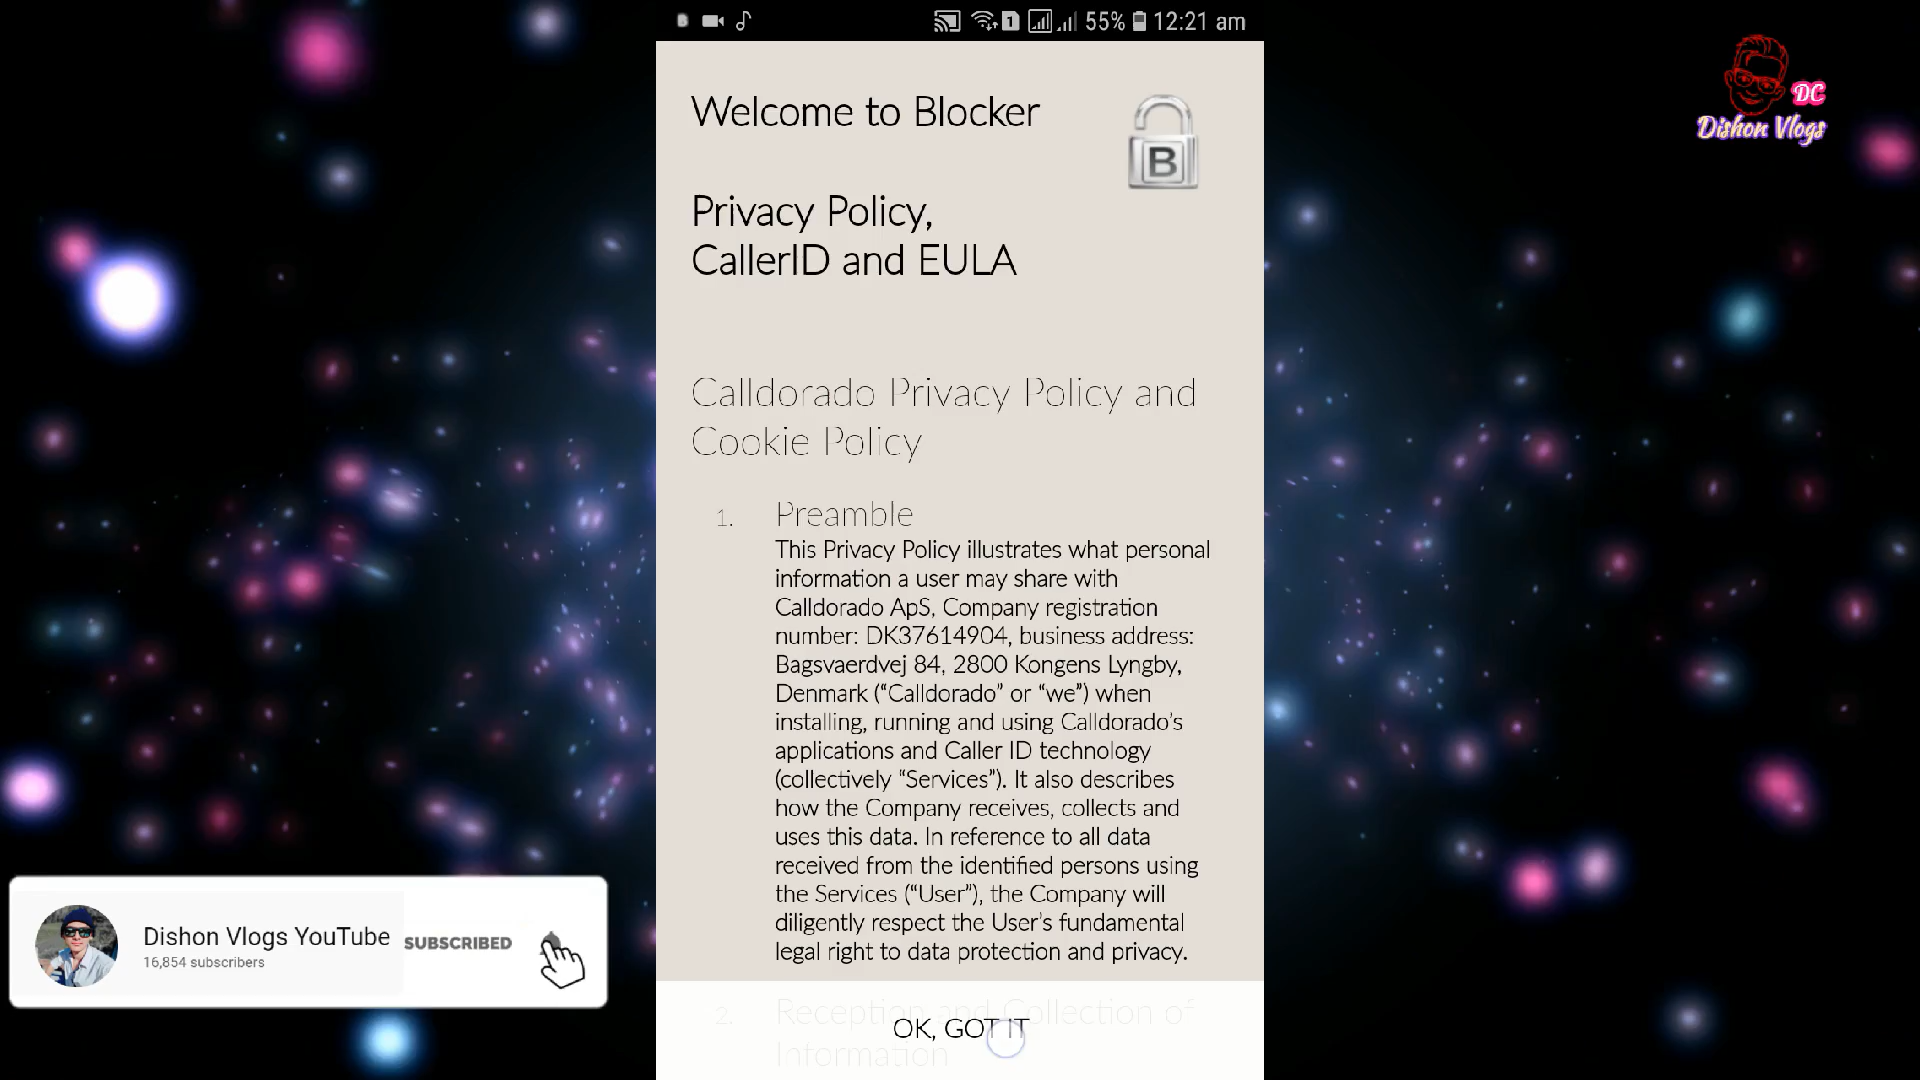 55% 12:21 am
Welcome to Blocker
B
Privacy Policy,
CallerID and EULA
Calldorado Privacy Policy and
Cookie Policy
1. Preamble
This Privacy Policy illustrates what personal
information a user may share with
Calldorado ApS, Company registration
number: DK37614904, business address:
Bagsvaerdvej 84, 2800 Kongens Lyngby,
Denmark (“Calldorado” or “we”) when
installing, running and using Calldorado’s
applications and Caller ID technology
(collectively “Services”). It also describes
how the Company receives, collects and
uses this data. In reference to all data
received from the identified persons using
the Services (“User”), the Company will
diligently respect the User’s fundamental
legal right to data protection and privacy.
2. Reception and Collection of
Information
OK, GOT IT
DC
Dishon Vlogs
Dishon Vlogs YouTube
16,854 subscribers
SUBSCRIBED